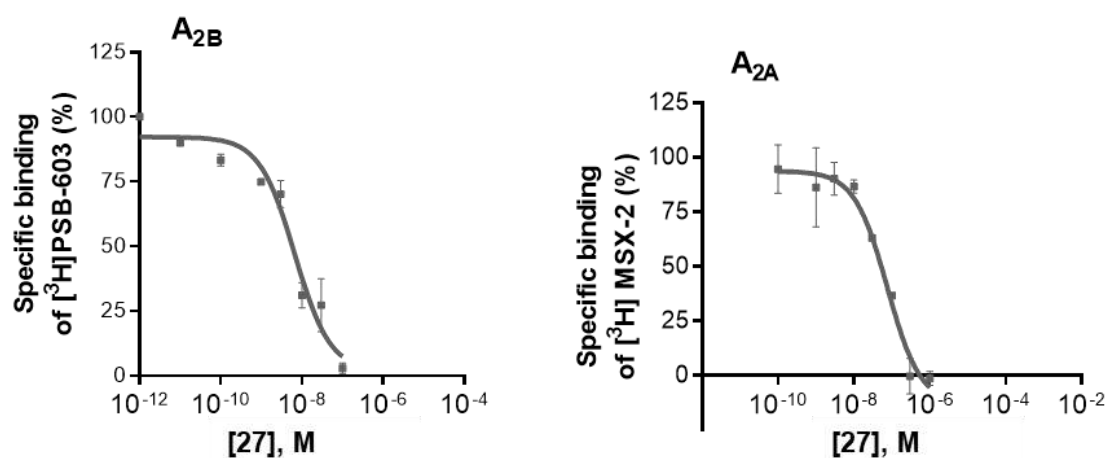 A₂B
125
100
75
50
25
0
Specific binding
of [³H]PSB-603 (%)
10⁻¹² 10⁻¹⁰ 10⁻⁸ 10⁻⁶ 10⁻⁴
[27], M
A₂A
125
100
75
50
25
0
Specific binding
of [³H] MSX-2 (%)
10⁻¹⁰ 10⁻⁸ 10⁻⁶ 10⁻⁴ 10⁻²
[27], M